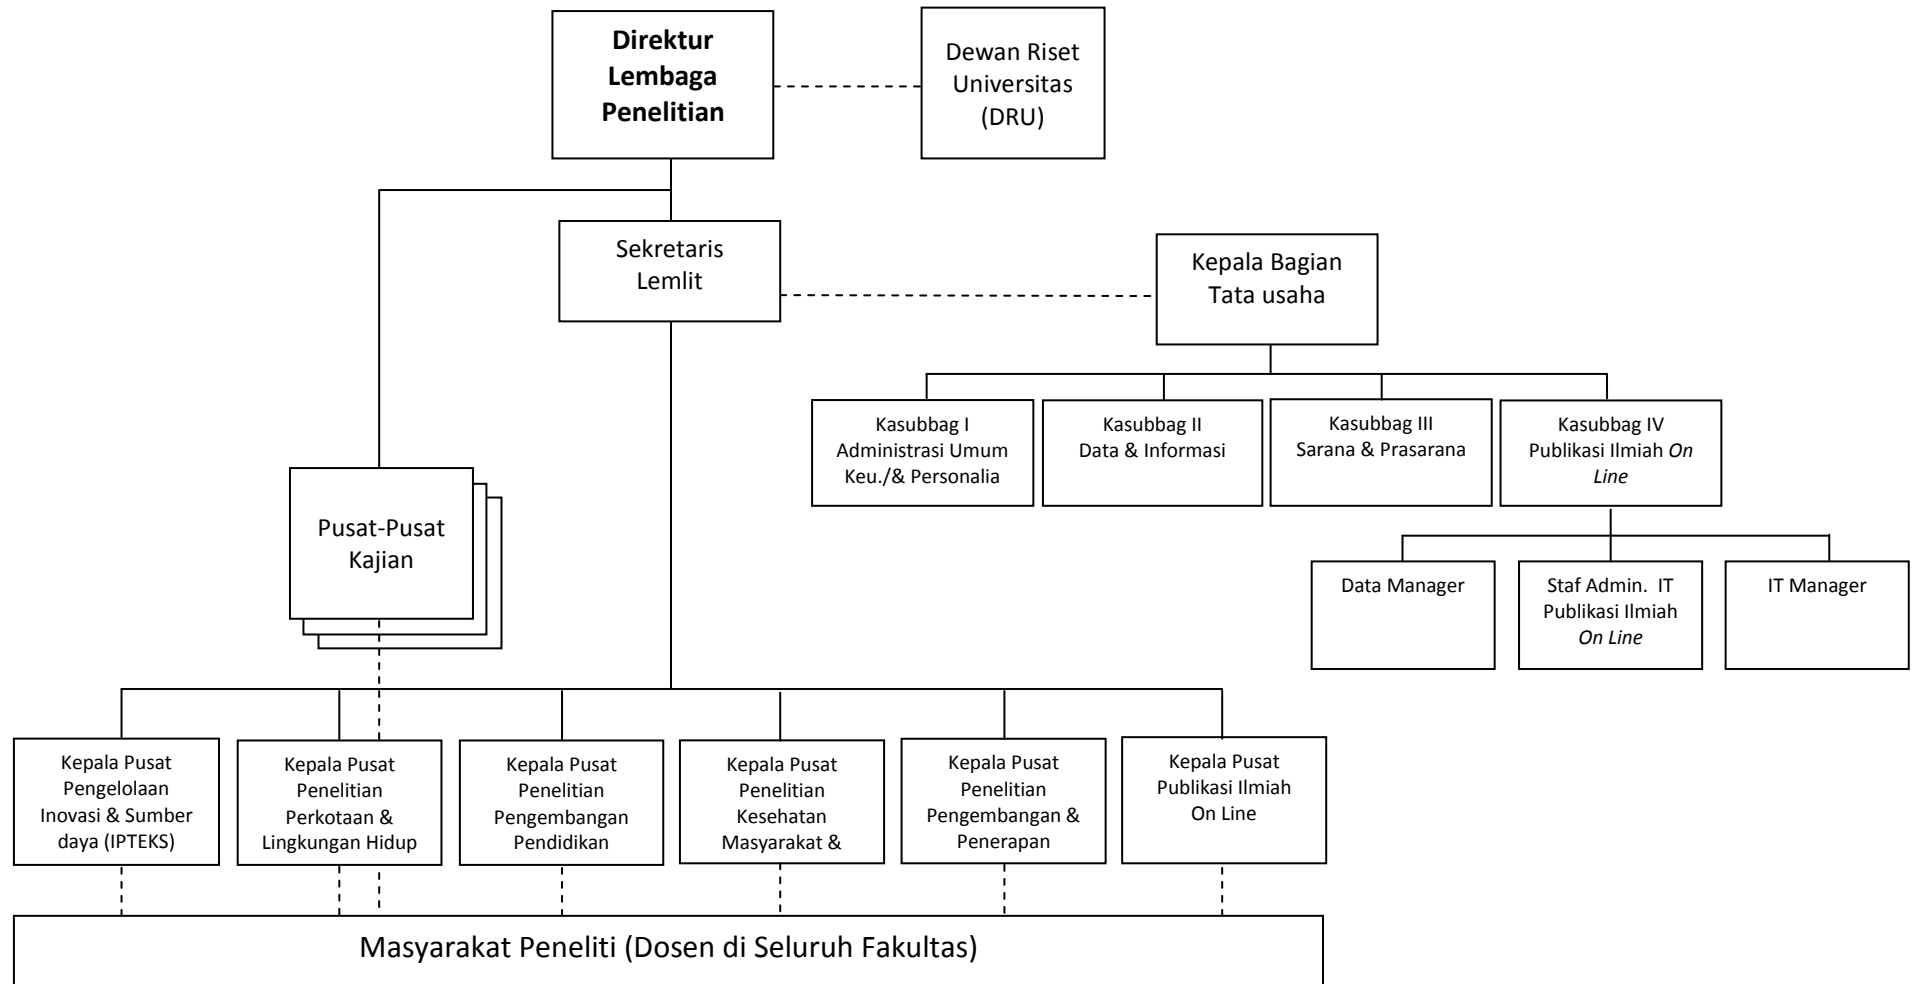 Direktur
Lembaga
Penelitian
Dewan Riset
Universitas
(DRU)
Sekretaris
Lemlit
Kepala Bagian
Tata usaha
Kasubbag I
Administrasi Umum
Keu./& Personalia
Kasubbag II
Data & Informasi
Kasubbag III
Sarana & Prasarana
Kasubbag IV
Publikasi Ilmiah On
Line
Pusat-Pusat
Kajian
Data Manager
Staf Admin.  IT
Publikasi Ilmiah
On Line
IT Manager
Kepala Pusat
Pengelolaan
Inovasi & Sumber
daya (IPTEKS)
Kepala Pusat
Penelitian
Perkotaan &
Lingkungan Hidup
Kepala Pusat
Penelitian
Pengembangan
Pendidikan
Kepala Pusat
Penelitian
Kesehatan
Masyarakat &
Kepala Pusat
Penelitian
Pengembangan &
Penerapan
Kepala Pusat
Publikasi Ilmiah
On Line
Masyarakat Peneliti (Dosen di Seluruh Fakultas)